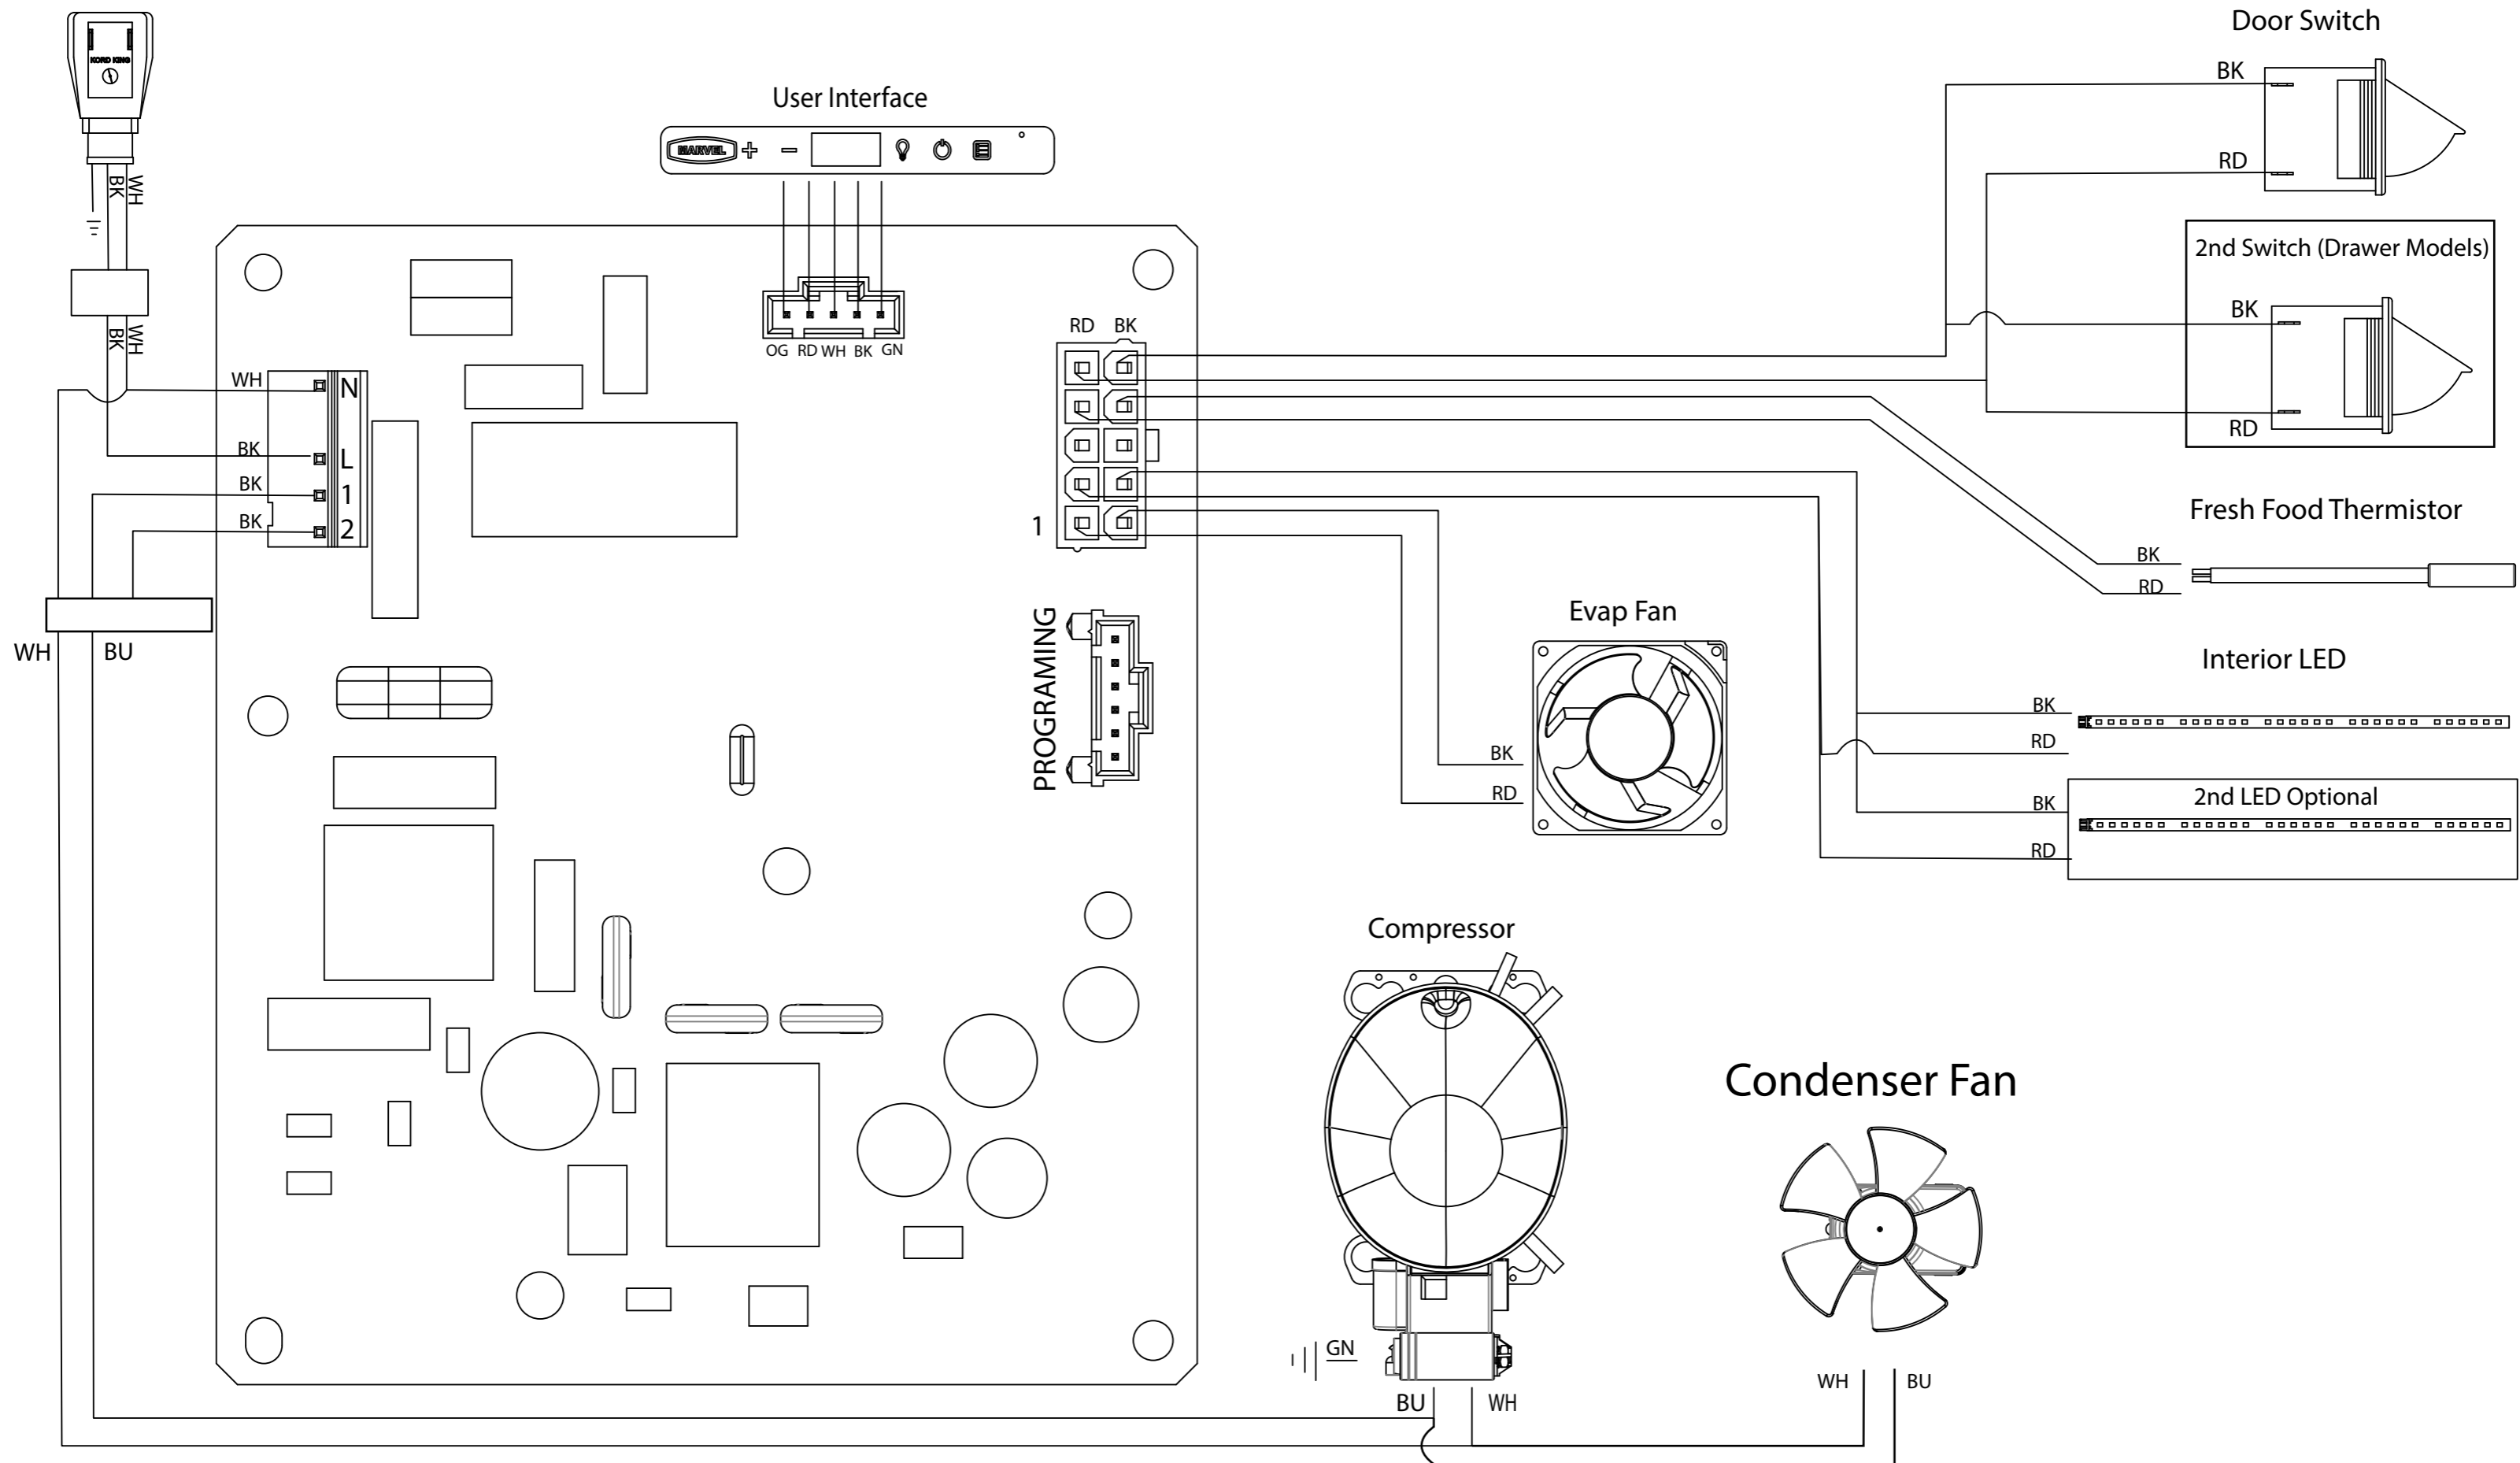 Door Switch
BK
RD
2nd Switch (Drawer Models)
BK
RD
KORD KING
BK
WH
BK
WH
User Interface
MARVEL
OG RD WH BK GN
RD BK
1
WH
N
BK
L
BK
1
BK
2
WH
BU
PROGRAMING
Fresh Food Thermistor
BK
RD
Evap Fan
BK
RD
Interior LED
BK
RD
2nd LED Optional
BK
RD
Compressor
GN
BU
WH
Condenser Fan
WH
BU